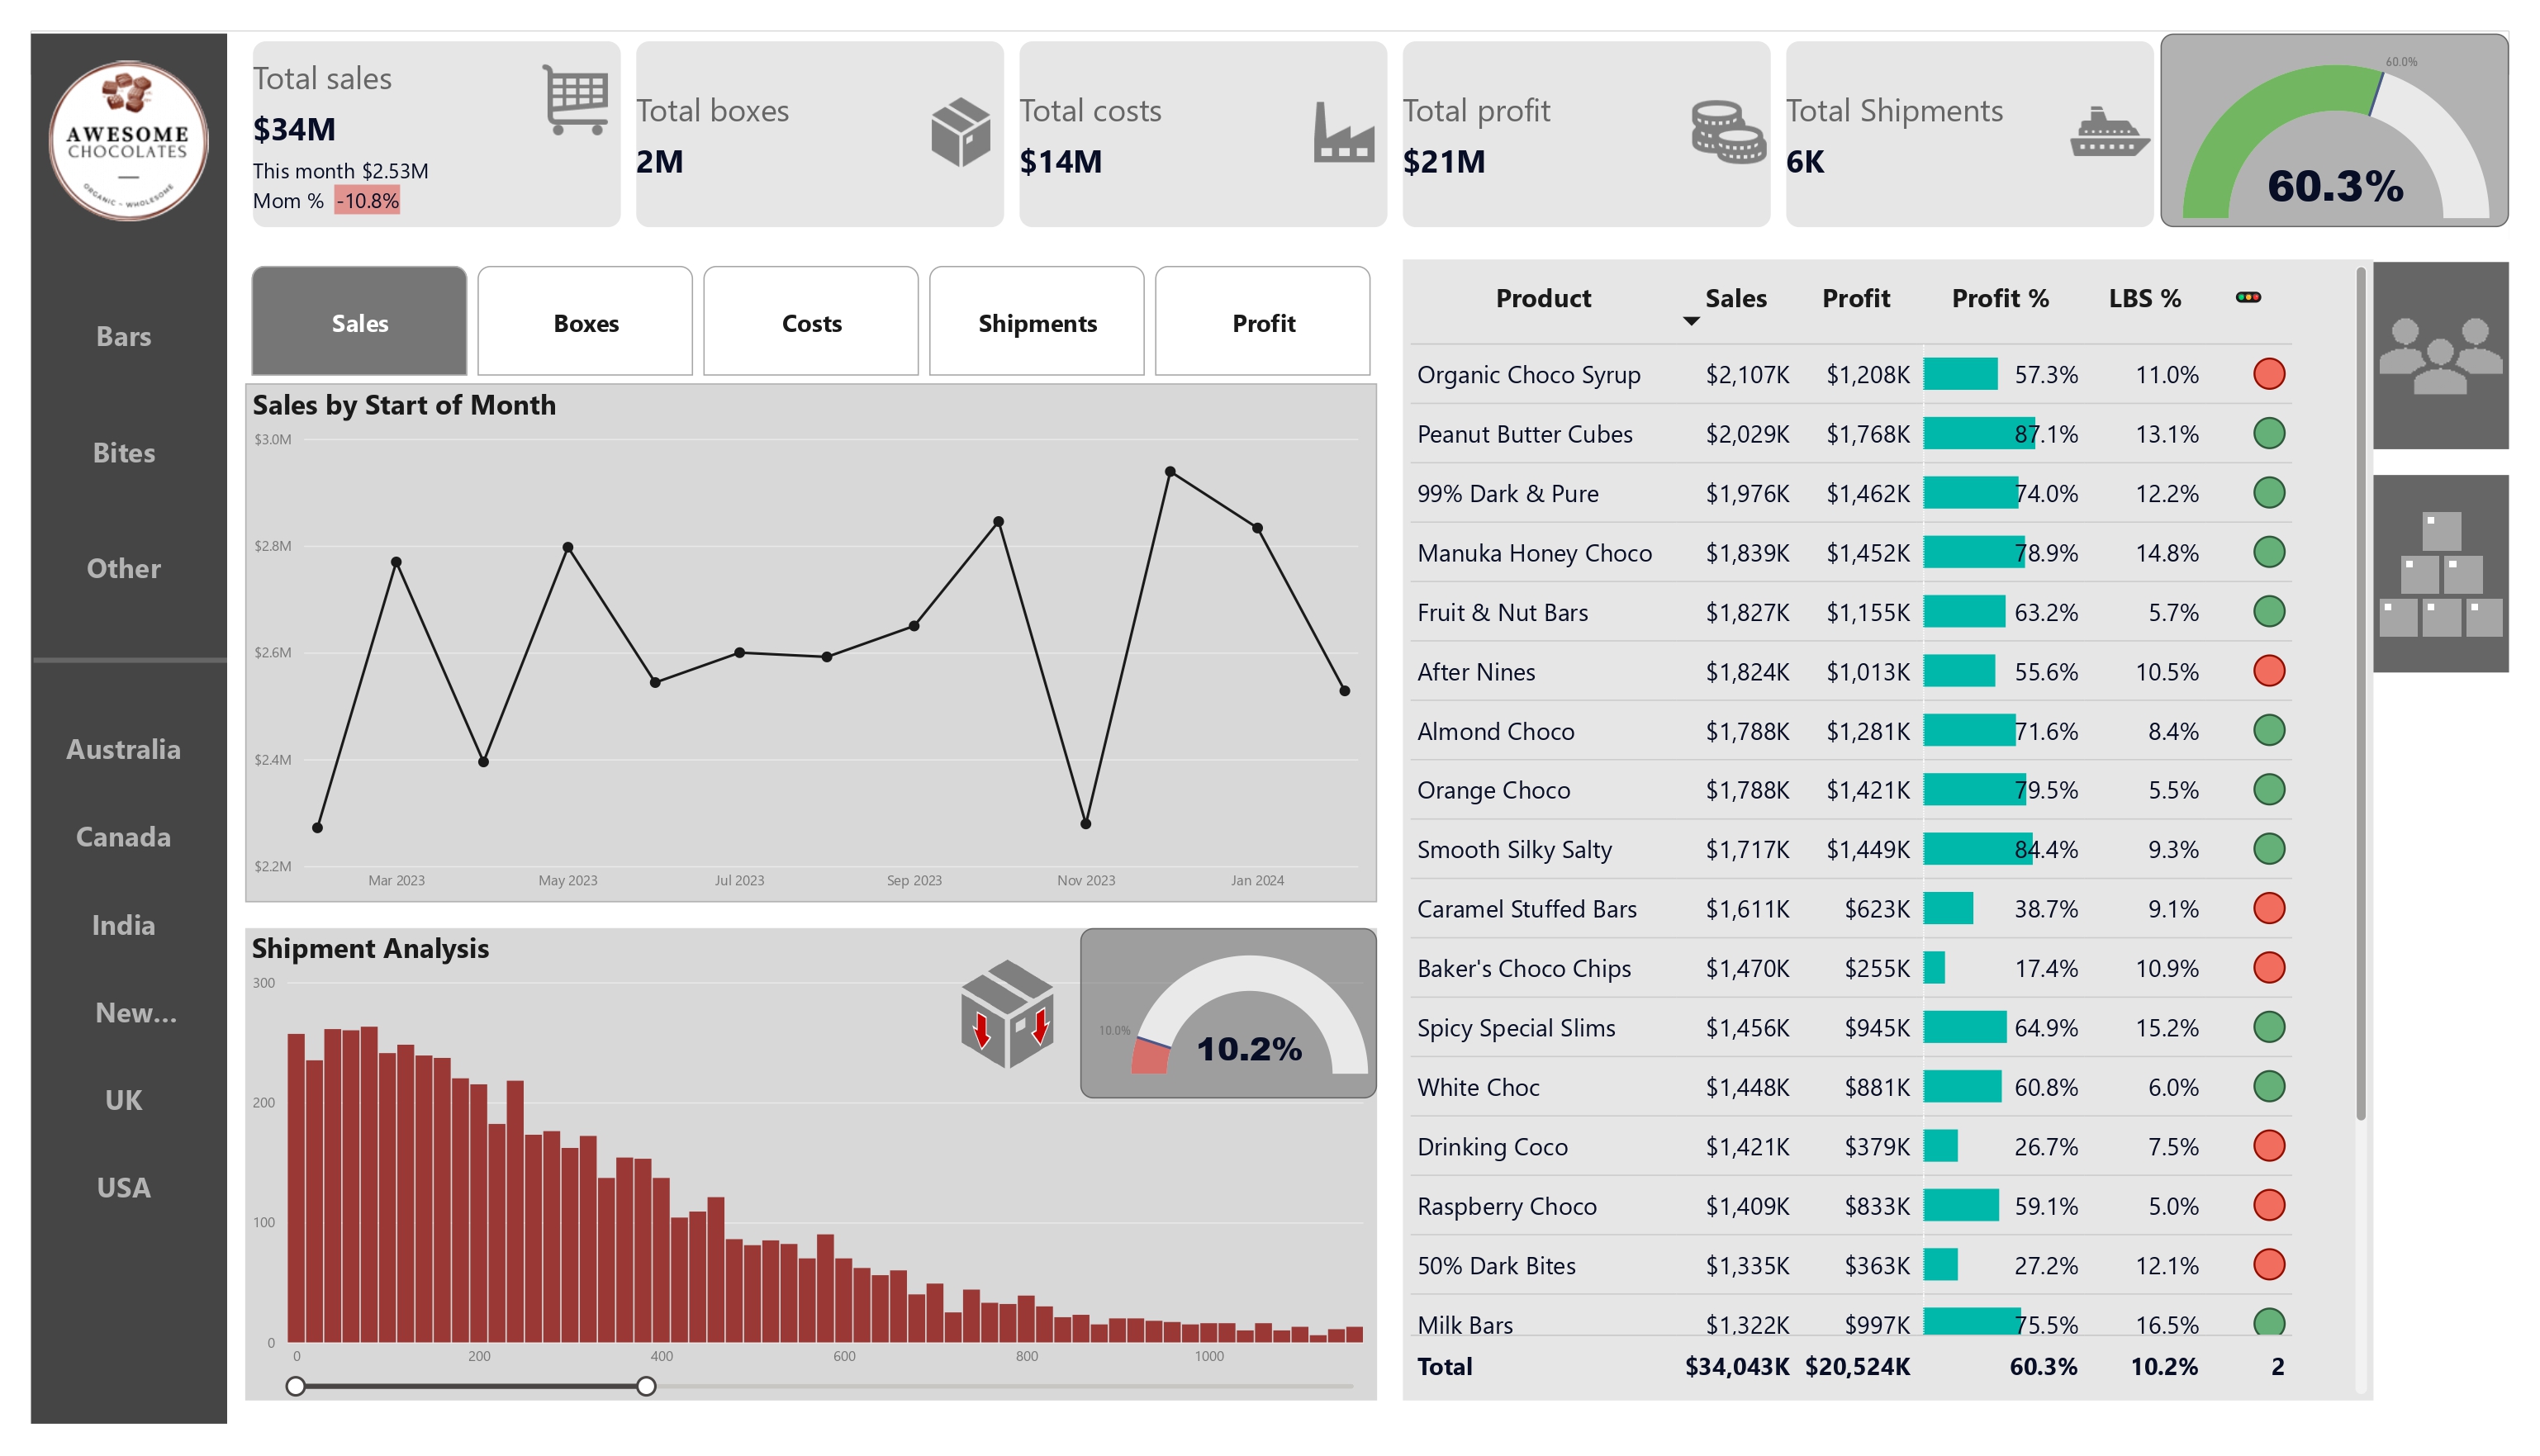 AWESOME
CHOCOLATES
ORGANIC - WHOLESOME
Bars
Bites
Other
Australia
Canada
India
New...
UK
USA
Total sales
$34M
This month $2.53M
Mom % -10.8%
Total boxes
2M
Total costs
$14M
Total profit
$21M
Total Shipments
6K
60.0%
60.3%
Sales Boxes Costs Shipments Profit
Sales by Start of Month
$3.0M
$2.8M
$2.6M
$2.4M
$2.2M
Mar 2023 May 2023 Jul 2023 Sep 2023 Nov 2023 Jan 2024
Shipment Analysis
300
200
100
0
0 200 400 600 800 1000
10.0%
10.2%
Product Sales Profit Profit % LBS %
Organic Choco Syrup $2,107K $1,208K 57.3% 11.0%
Peanut Butter Cubes $2,029K $1,768K 87.1% 13.1%
99% Dark & Pure $1,976K $1,462K 74.0% 12.2%
Manuka Honey Choco $1,839K $1,452K 78.9% 14.8%
Fruit & Nut Bars $1,827K $1,155K 63.2% 5.7%
After Nines $1,824K $1,013K 55.6% 10.5%
Almond Choco $1,788K $1,281K 71.6% 8.4%
Orange Choco $1,788K $1,421K 79.5% 5.5%
Smooth Silky Salty $1,717K $1,449K 84.4% 9.3%
Caramel Stuffed Bars $1,611K $623K 38.7% 9.1%
Baker's Choco Chips $1,470K $255K 17.4% 10.9%
Spicy Special Slims $1,456K $945K 64.9% 15.2%
White Choc $1,448K $881K 60.8% 6.0%
Drinking Coco $1,421K $379K 26.7% 7.5%
Raspberry Choco $1,409K $833K 59.1% 5.0%
50% Dark Bites $1,335K $363K 27.2% 12.1%
Milk Bars $1,322K $997K 75.5% 16.5%
Total $34,043K $20,524K 60.3% 10.2% 2